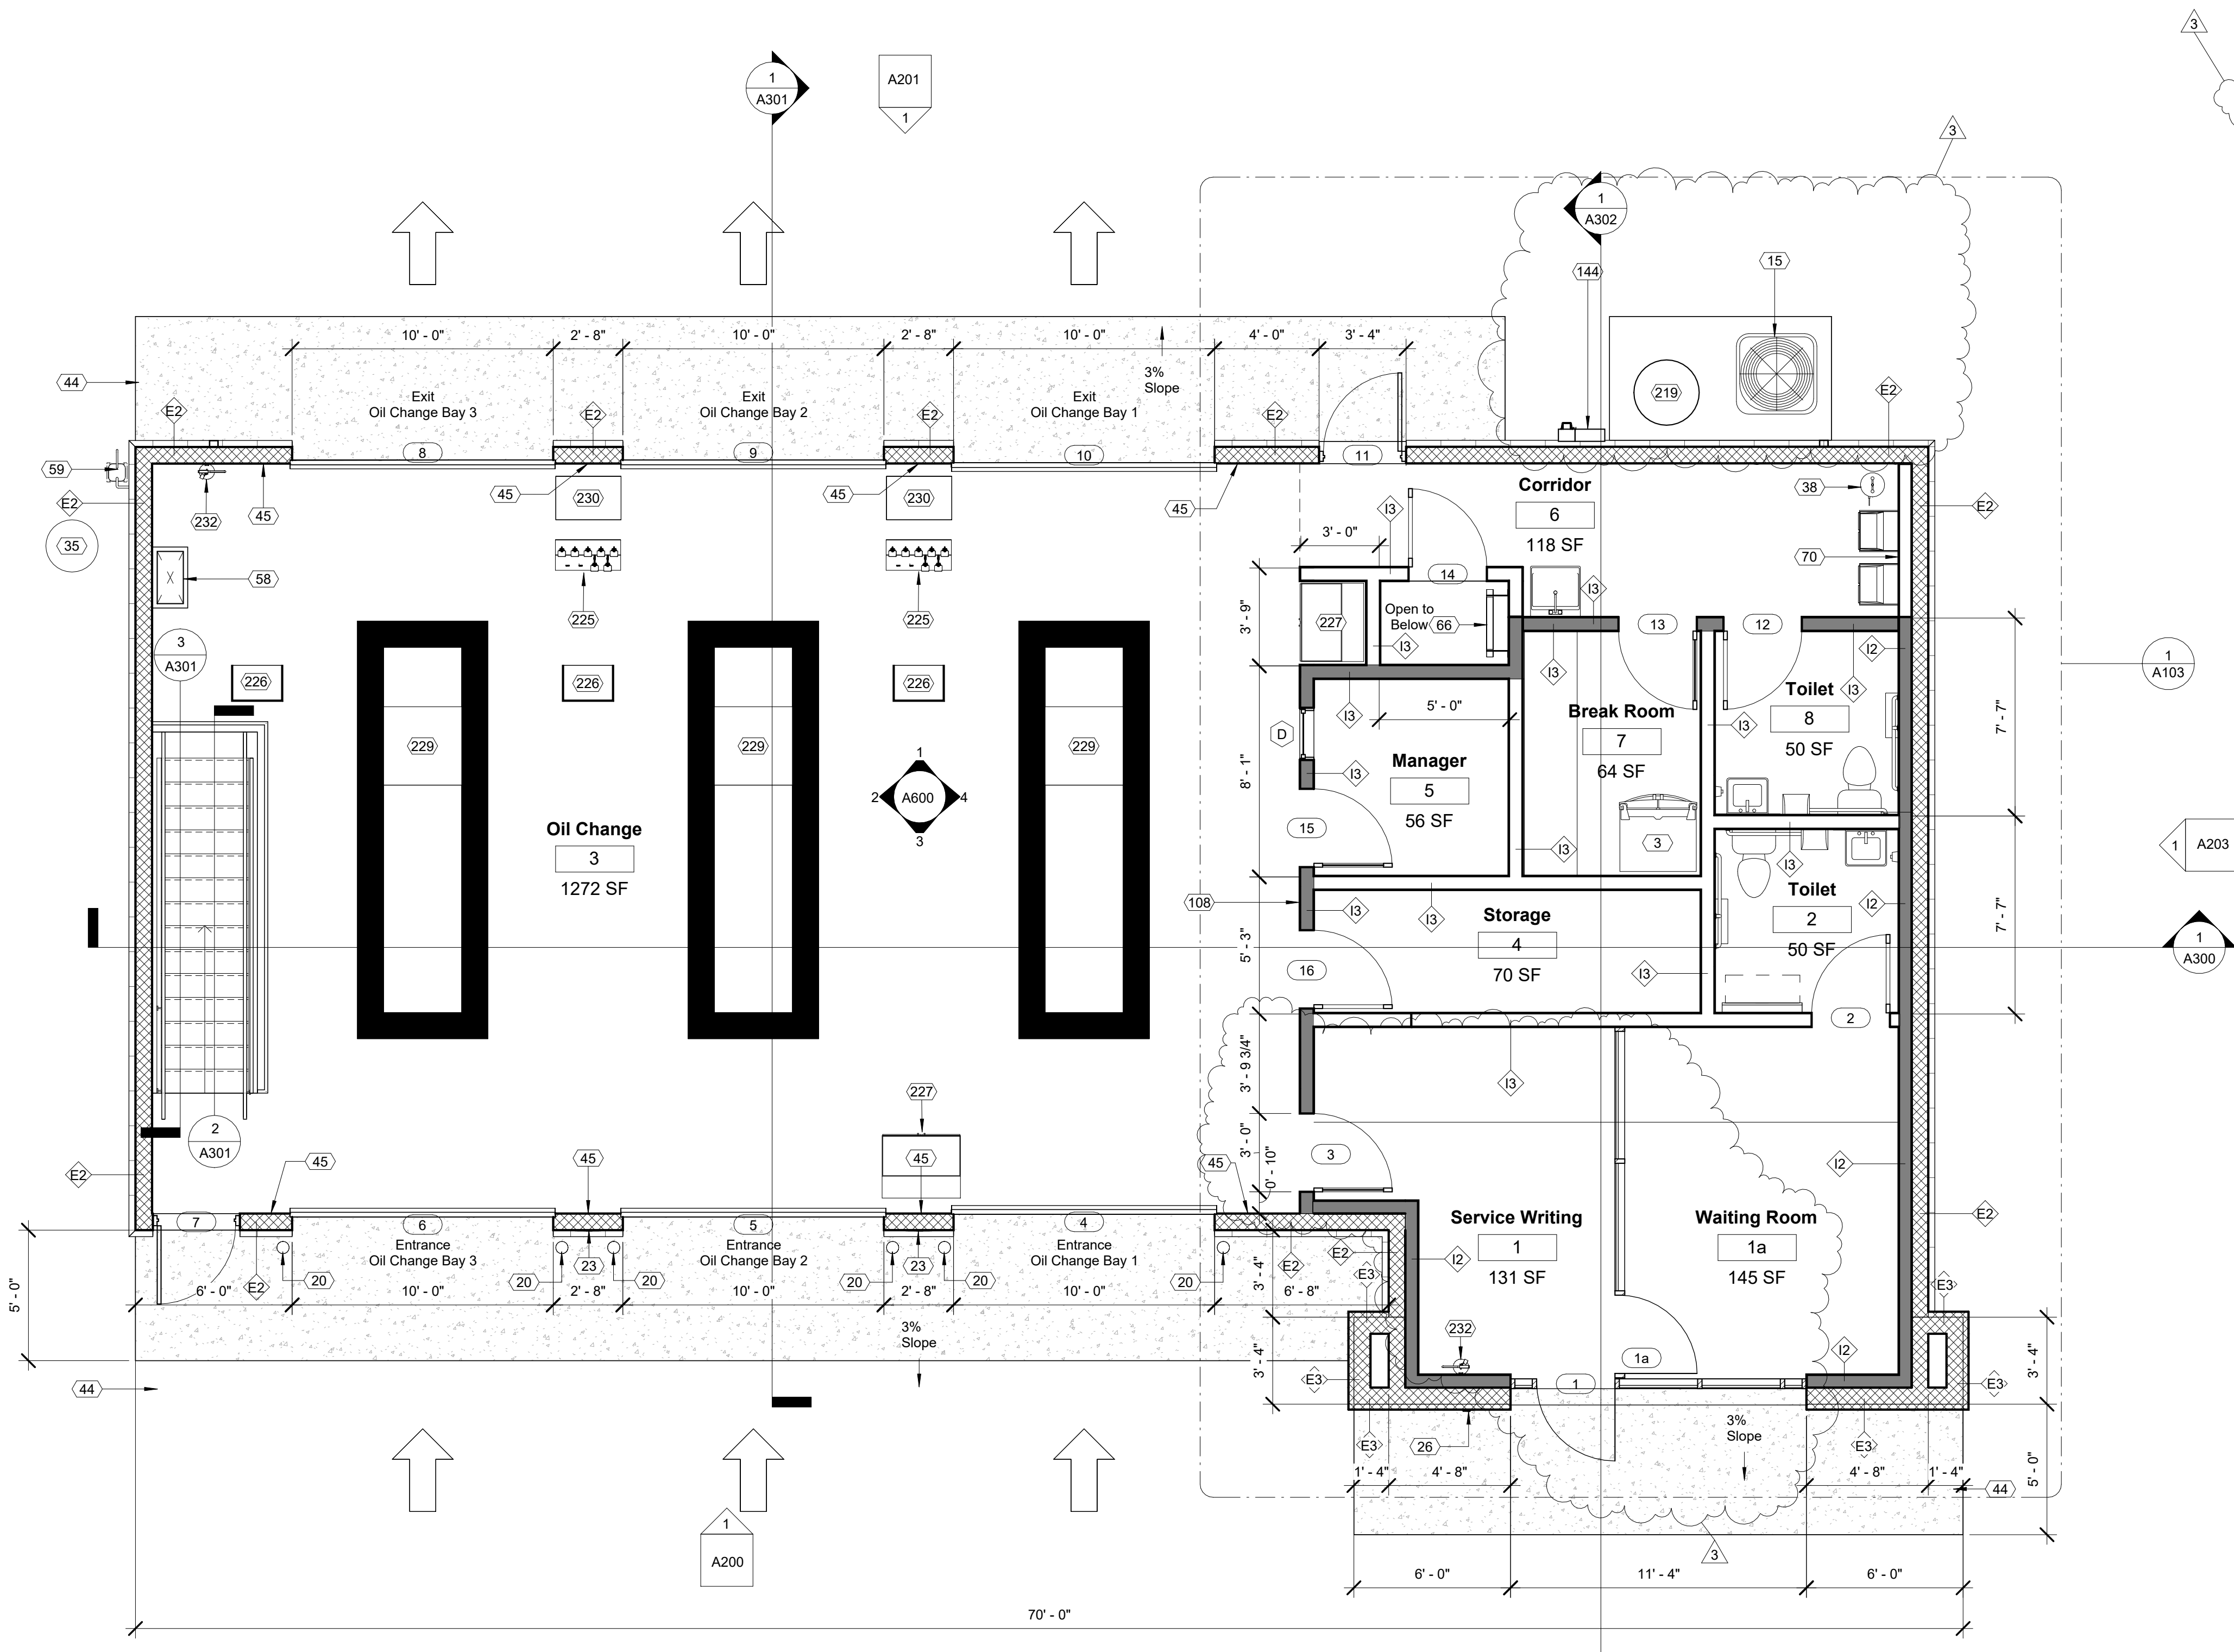 3
1
A301
A201
1
3
1
A302
144
15
10' - 0"
2' - 8"
10' - 0"
2' - 8"
10' - 0"
4' - 0"
3' - 4"
3%
Slope
44
Exit
Oil Change Bay 3
Exit
Oil Change Bay 2
Exit
Oil Change Bay 1
219
E2
E2
E2
E2
E2
8
9
10
11
59
E2
232
45
45
230
45
230
45
Corridor
6
118 SF
I3
38
E2
35
3' - 0"
70
58
14
I3
225
225
3' - 9"
227
Open to
Below
66
I3
13
12
3
A301
I3
I2
1
A103
226
226
226
Toilet
8
50 SF
I3
I3
5' - 0"
Break Room
7
64 SF
I3
7' - 7"
229
229
229
D
8' - 1"
I3
Manager
5
56 SF
1
2
A600
4
3
Oil Change
3
1272 SF
15
I3
3
I3
1
A203
Toilet
2
50 SF
I2
108
I3
I3
Storage
4
70 SF
I3
7' - 7"
1
A300
5' - 3"
16
2
3' - 9 3/4"
I3
227
2
A301
45
45
45
45
3' - 0"
0' - 10"
3
E2
I2
7
6
5
4
Service Writing
1
131 SF
Waiting Room
1a
145 SF
E2
5' - 0"
Entrance
Oil Change Bay 3
Entrance
Oil Change Bay 2
Entrance
Oil Change Bay 1
20
E2
20
23
20
20
23
20
20
E2
E2
I2
E3
E3
3' - 4"
6' - 0"
10' - 0"
2' - 8"
10' - 0"
2' - 8"
10' - 0"
6' - 8"
3%
Slope
232
1a
I2
3' - 4"
3' - 4"
44
E3
1
E3
26
E3
3%
Slope
E3
1' - 4"
4' - 8"
4' - 8"
1' - 4"
44
5' - 0"
1
A200
3
6' - 0"
11' - 4"
6' - 0"
70' - 0"